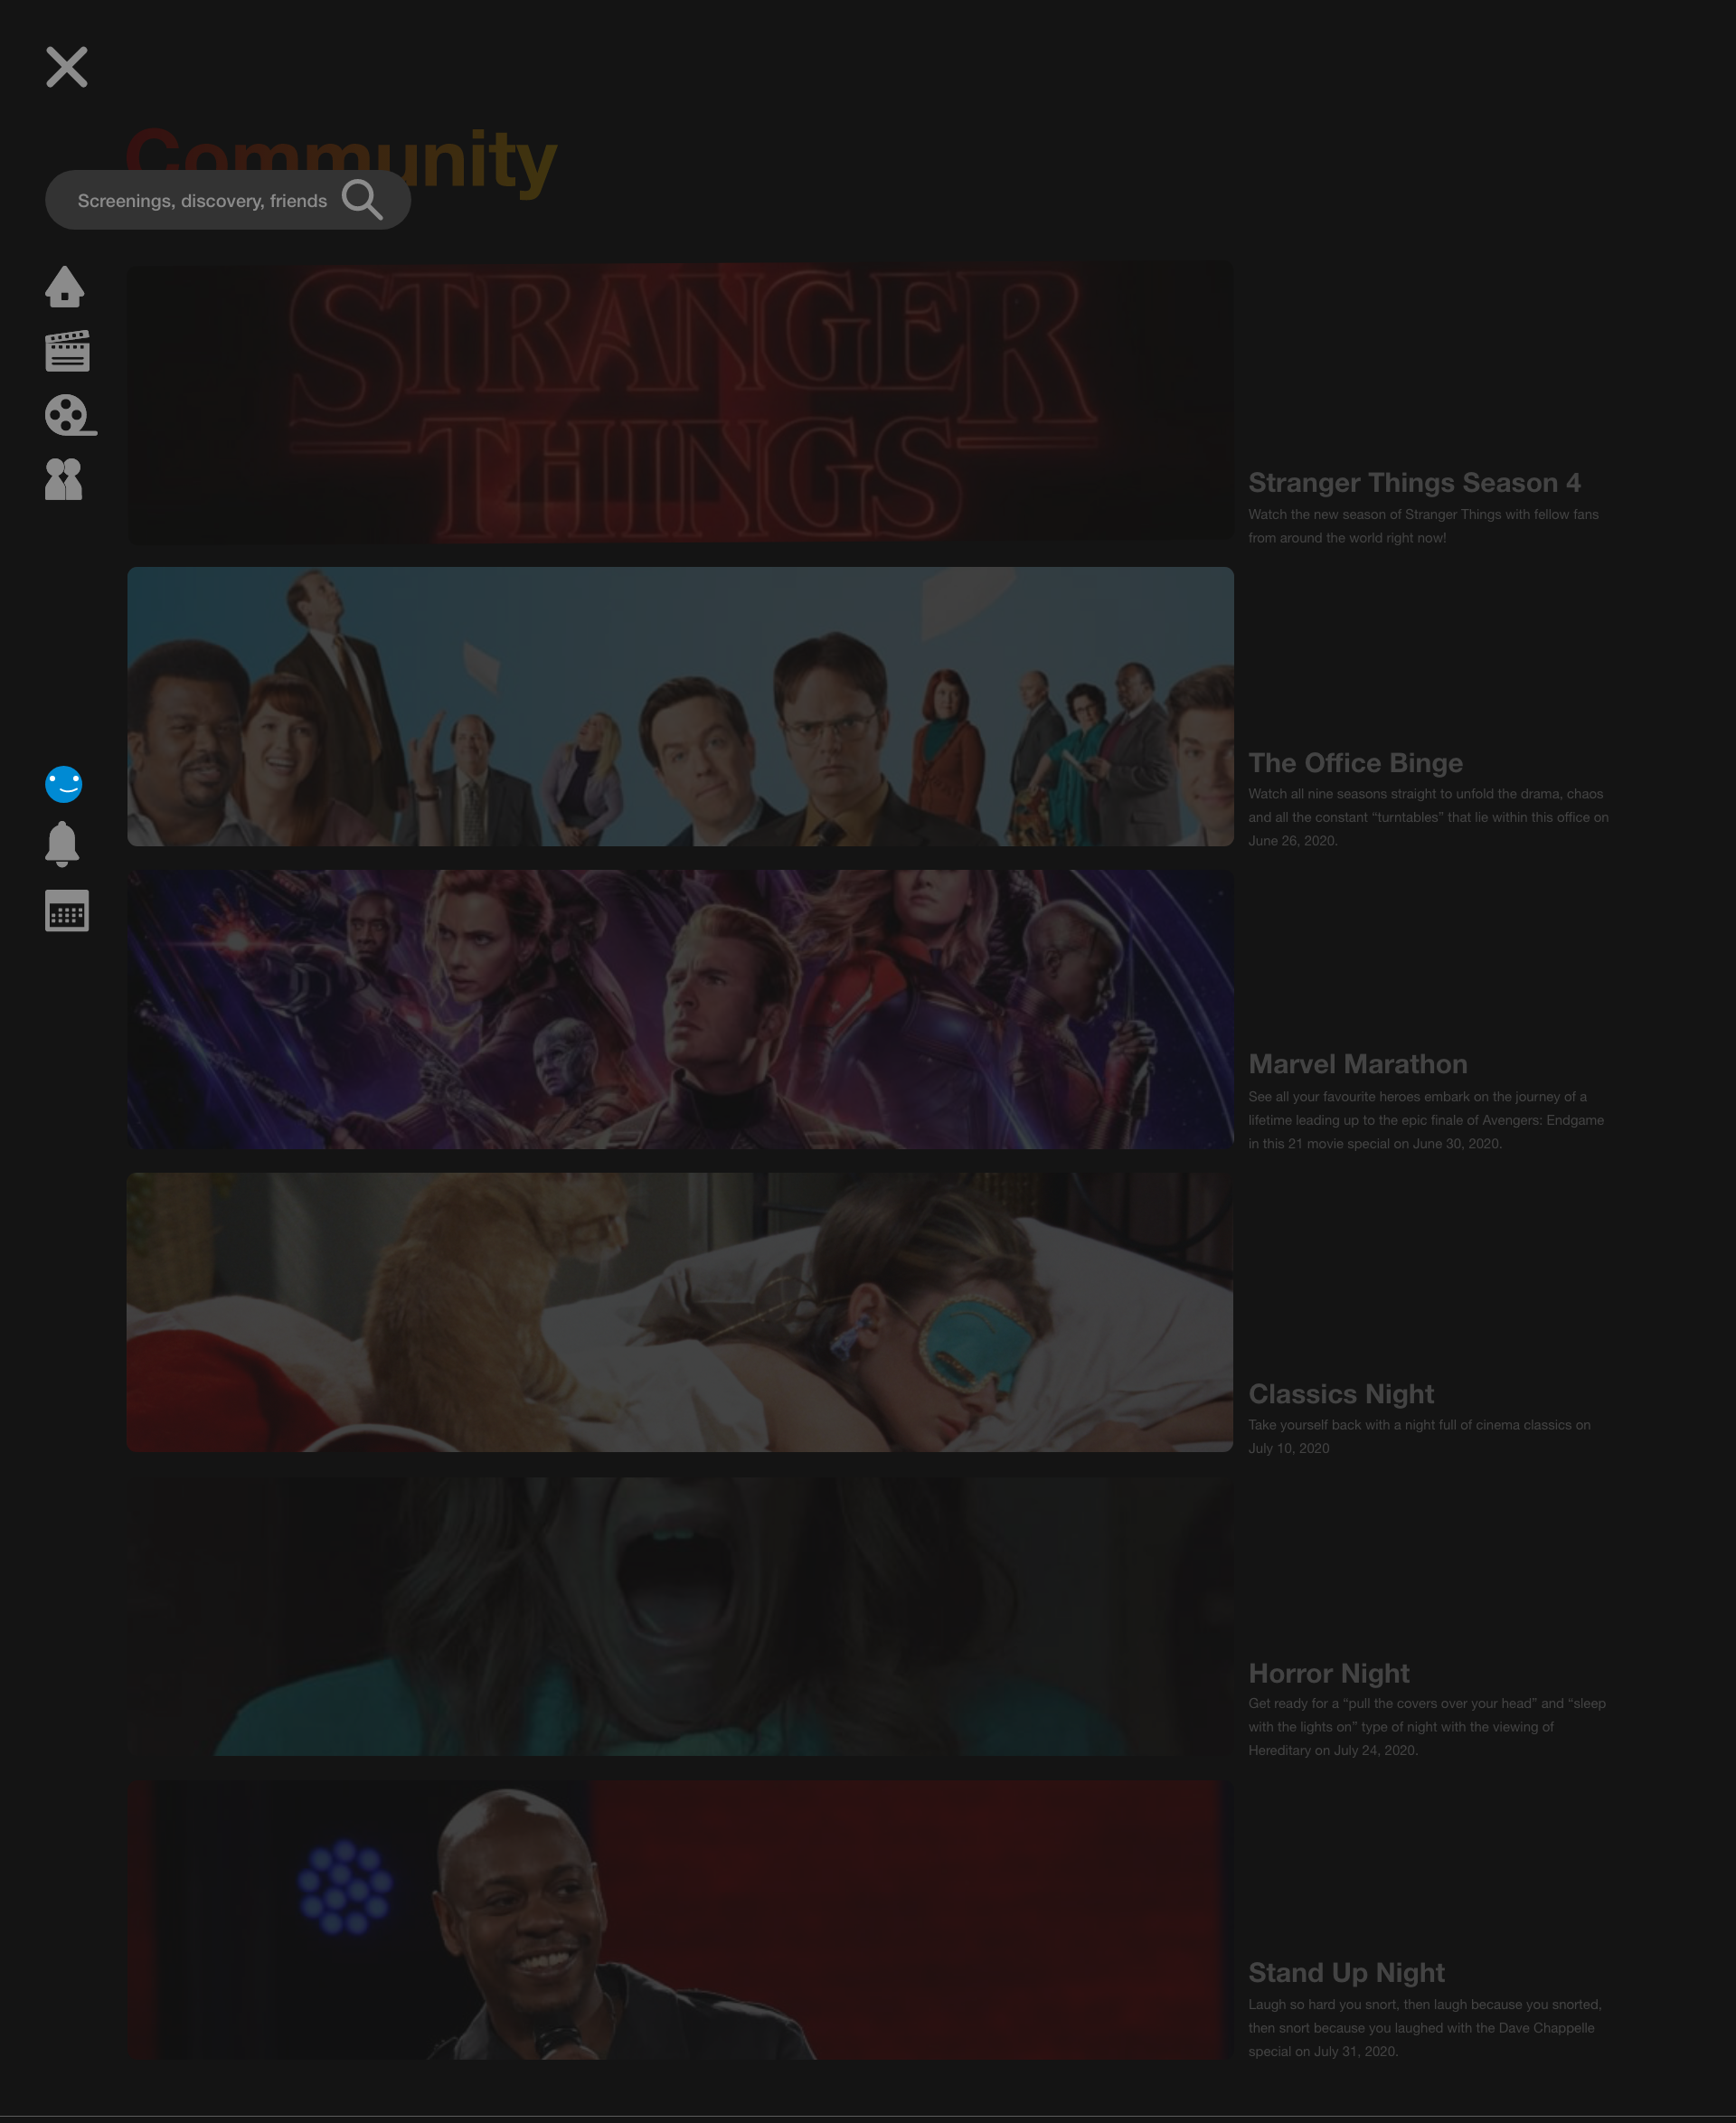 Community
Screenings, discovery, friends
STRANGER
THINGS
Stranger Things Season 4
Watch the new season of Stranger Things with fellow fans
from around the world right now!
The Office Binge
Watch all nine seasons straight to unfold the drama, chaos
and all the constant “turntables” that lie within this office on
June 26, 2020.
Marvel Marathon
See all your favourite heroes embark on the journey of a
lifetime leading up to the epic finale of Avengers: Endgame
in this 21 movie special on June 30, 2020.
Classics Night
Take yourself back with a night full of cinema classics on
July 10, 2020
Horror Night
Get ready for a “pull the covers over your head” and “sleep
with the lights on” type of night with the viewing of
Hereditary on July 24, 2020.
Stand Up Night
Laugh so hard you snort, then laugh because you snorted,
then snort because you laughed with the Dave Chappelle
special on July 31, 2020.